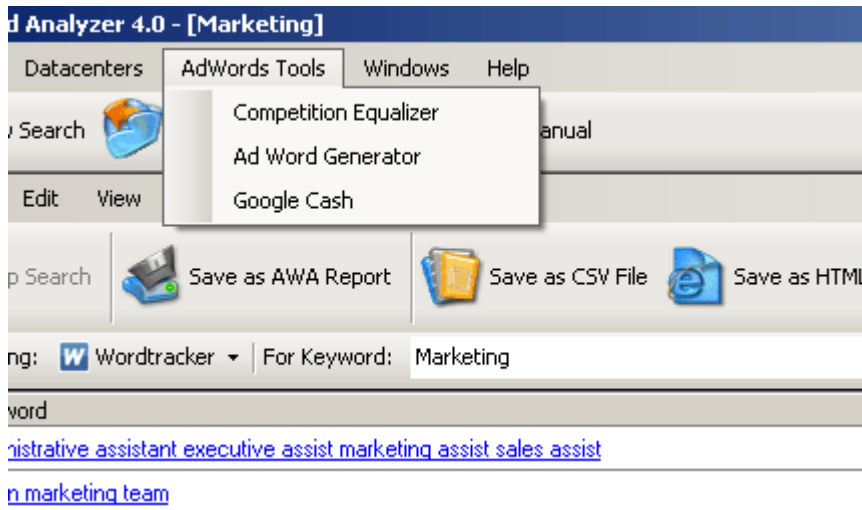 d Analyzer 4.0 - [Marketing]
Datacenters AdWords Tools Windows Help
Search Competition Equalizer anual
Ad Word Generator
Edit View Google Cash
p Search Save as AWA Report Save as CSV File Save as HTML
ng: W Wordtracker For Keyword: Marketing
word
nistrative assistant executive assist marketing assist sales assist
n marketing team